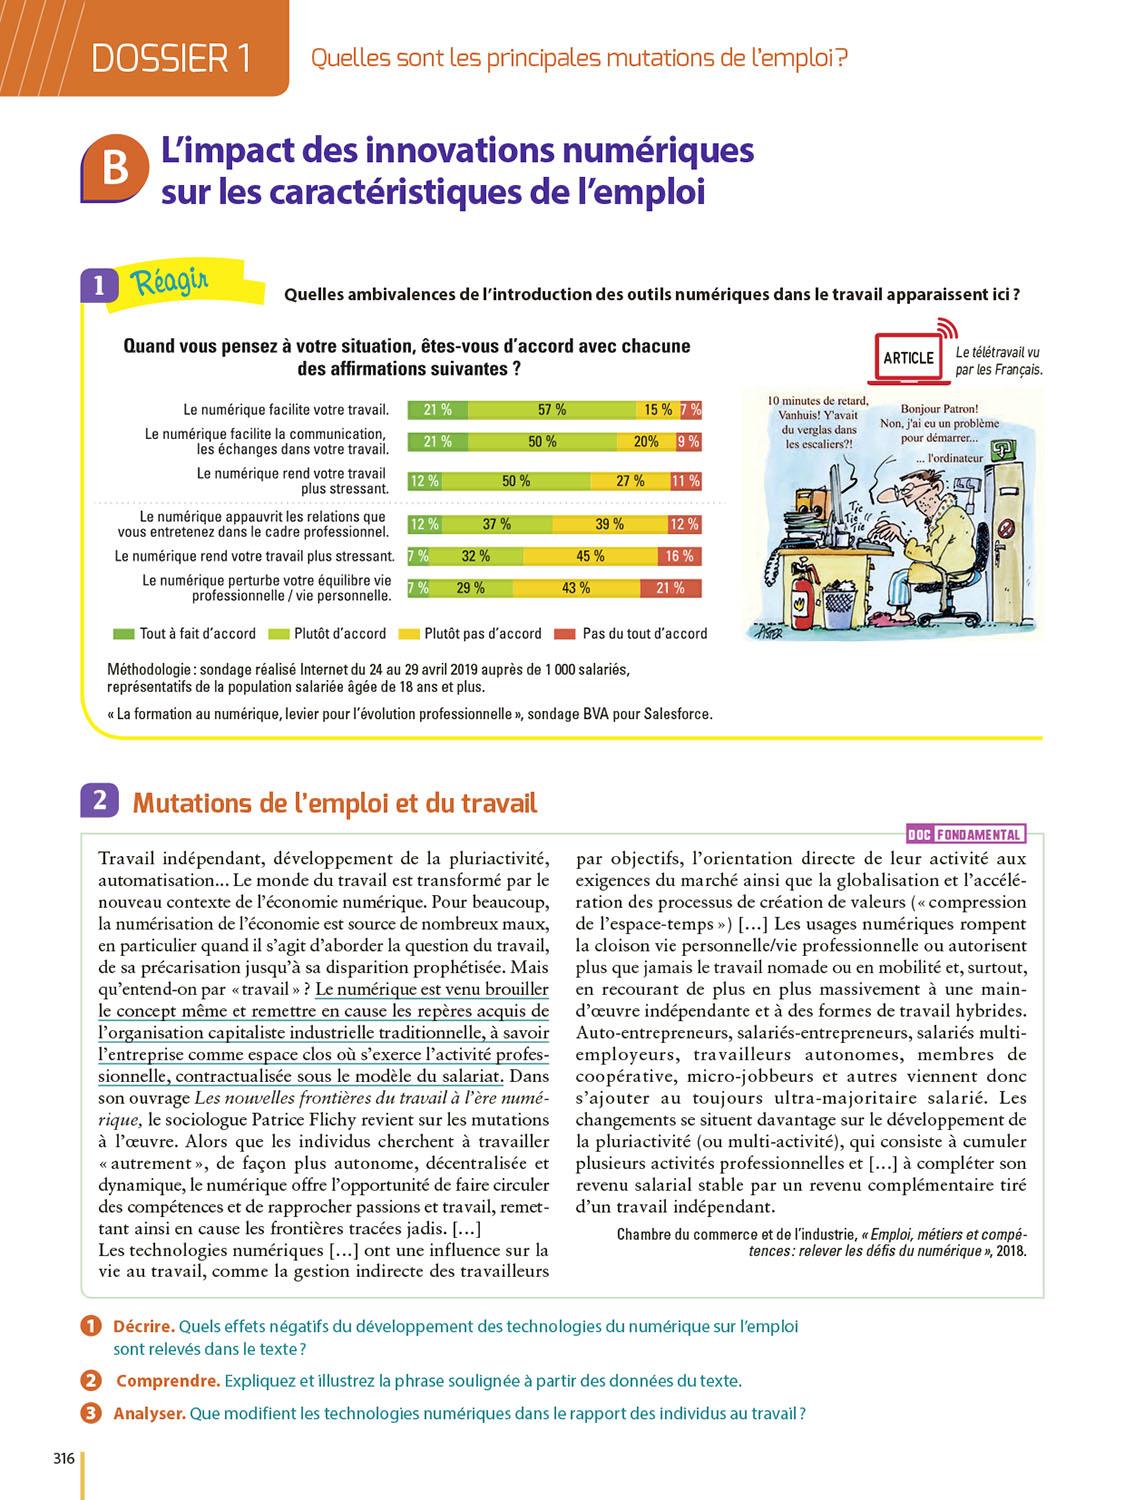 DOSSIER 1
Quelles sont les principales mutations de l'emploi ?
B
L'impact des innovations numériques
sur les caractéristiques de l'emploi
1
Réagir
Quelles ambivalences de l'introduction des outils numériques dans le travail apparaissent ici ?
Quand vous pensez à votre situation, êtes-vous d'accord avec chacune
des affirmations suivantes ?
Le numérique facilite votre travail.
21 % 57 % 15 % 7 %
Le numérique facilite la communication,
les échanges dans votre travail.
21 % 50 % 20% 9 %
Le numérique rend votre travail
plus stressant.
12 % 50 % 27 % 11 %
Le numérique appauvrit les relations que
vous entretenez dans le cadre professionnel.
12 % 37 % 39 % 12 %
Le numérique rend votre travail plus stressant.
7 % 32 % 45 % 16 %
Le numérique perturbe votre équilibre vie
professionnelle / vie personnelle.
7 % 29 % 43 % 21 %
Tout à fait d'accord Plutôt d'accord Plutôt pas d'accord Pas du tout d'accord
Méthodologie : sondage réalisé Internet du 24 au 29 avril 2019 auprès de 1 000 salariés,
représentatifs de la population salariée âgée de 18 ans et plus.
« La formation au numérique, levier pour l'évolution professionnelle », sondage BVA pour Salesforce.
ARTICLE
Le télétravail vu
par les Français.
10 minutes de retard,
Vanhuis! Y'avait
du verglas dans
les escaliers?!
Bonjour Patron!
Non, j'ai eu un problème
pour démarrer...
... l'ordinateur
Tic
Tic
Tic
ASTER
2
Mutations de l'emploi et du travail
DOC FONDAMENTAL
Travail indépendant, développement de la pluriactivité,
automatisation... Le monde du travail est transformé par le
nouveau contexte de l'économie numérique. Pour beaucoup,
la numérisation de l'économie est source de nombreux maux,
en particulier quand il s'agit d'aborder la question du travail,
de sa précarisation jusqu'à sa disparition prophétisée. Mais
qu'entend-on par « travail » ? Le numérique est venu brouiller
le concept même et remettre en cause les repères acquis de
l'organisation capitaliste industrielle traditionnelle, à savoir
l'entreprise comme espace clos où s'exerce l'activité profes-
sionnelle, contractualisée sous le modèle du salariat. Dans
son ouvrage Les nouvelles frontières du travail à l'ère numé-
rique, le sociologue Patrice Flichy revient sur les mutations
à l'œuvre. Alors que les individus cherchent à travailler
« autrement », de façon plus autonome, décentralisée et
dynamique, le numérique offre l'opportunité de faire circuler
des compétences et de rapprocher passions et travail, remet-
tant ainsi en cause les frontières tracées jadis. [...]
Les technologies numériques [...] ont une influence sur la
vie au travail, comme la gestion indirecte des travailleurs
par objectifs, l'orientation directe de leur activité aux
exigences du marché ainsi que la globalisation et l'accélé-
ration des processus de création de valeurs (« compression
de l'espace-temps ») [...] Les usages numériques rompent
la cloison vie personnelle/vie professionnelle ou autorisent
plus que jamais le travail nomade ou en mobilité et, surtout,
en recourant de plus en plus massivement à une main-
d'œuvre indépendante et à des formes de travail hybrides.
Auto-entrepreneurs, salariés-entrepreneurs, salariés multi-
employeurs, travailleurs autonomes, membres de
coopérative, micro-jobbeurs et autres viennent donc
s'ajouter au toujours ultra-majoritaire salarié. Les
changements se situent davantage sur le développement de
la pluriactivité (ou multi-activité), qui consiste à cumuler
plusieurs activités professionnelles et [...] à compléter son
revenu salarial stable par un revenu complémentaire tiré
d'un travail indépendant.
Chambre du commerce et de l'industrie, « Emploi, métiers et compé-
tences : relever les défis du numérique », 2018.
1 Décrire. Quels effets négatifs du développement des technologies du numérique sur l'emploi
sont relevés dans le texte ?
2 Comprendre. Expliquez et illustrez la phrase soulignée à partir des données du texte.
3 Analyser. Que modifient les technologies numériques dans le rapport des individus au travail ?
316